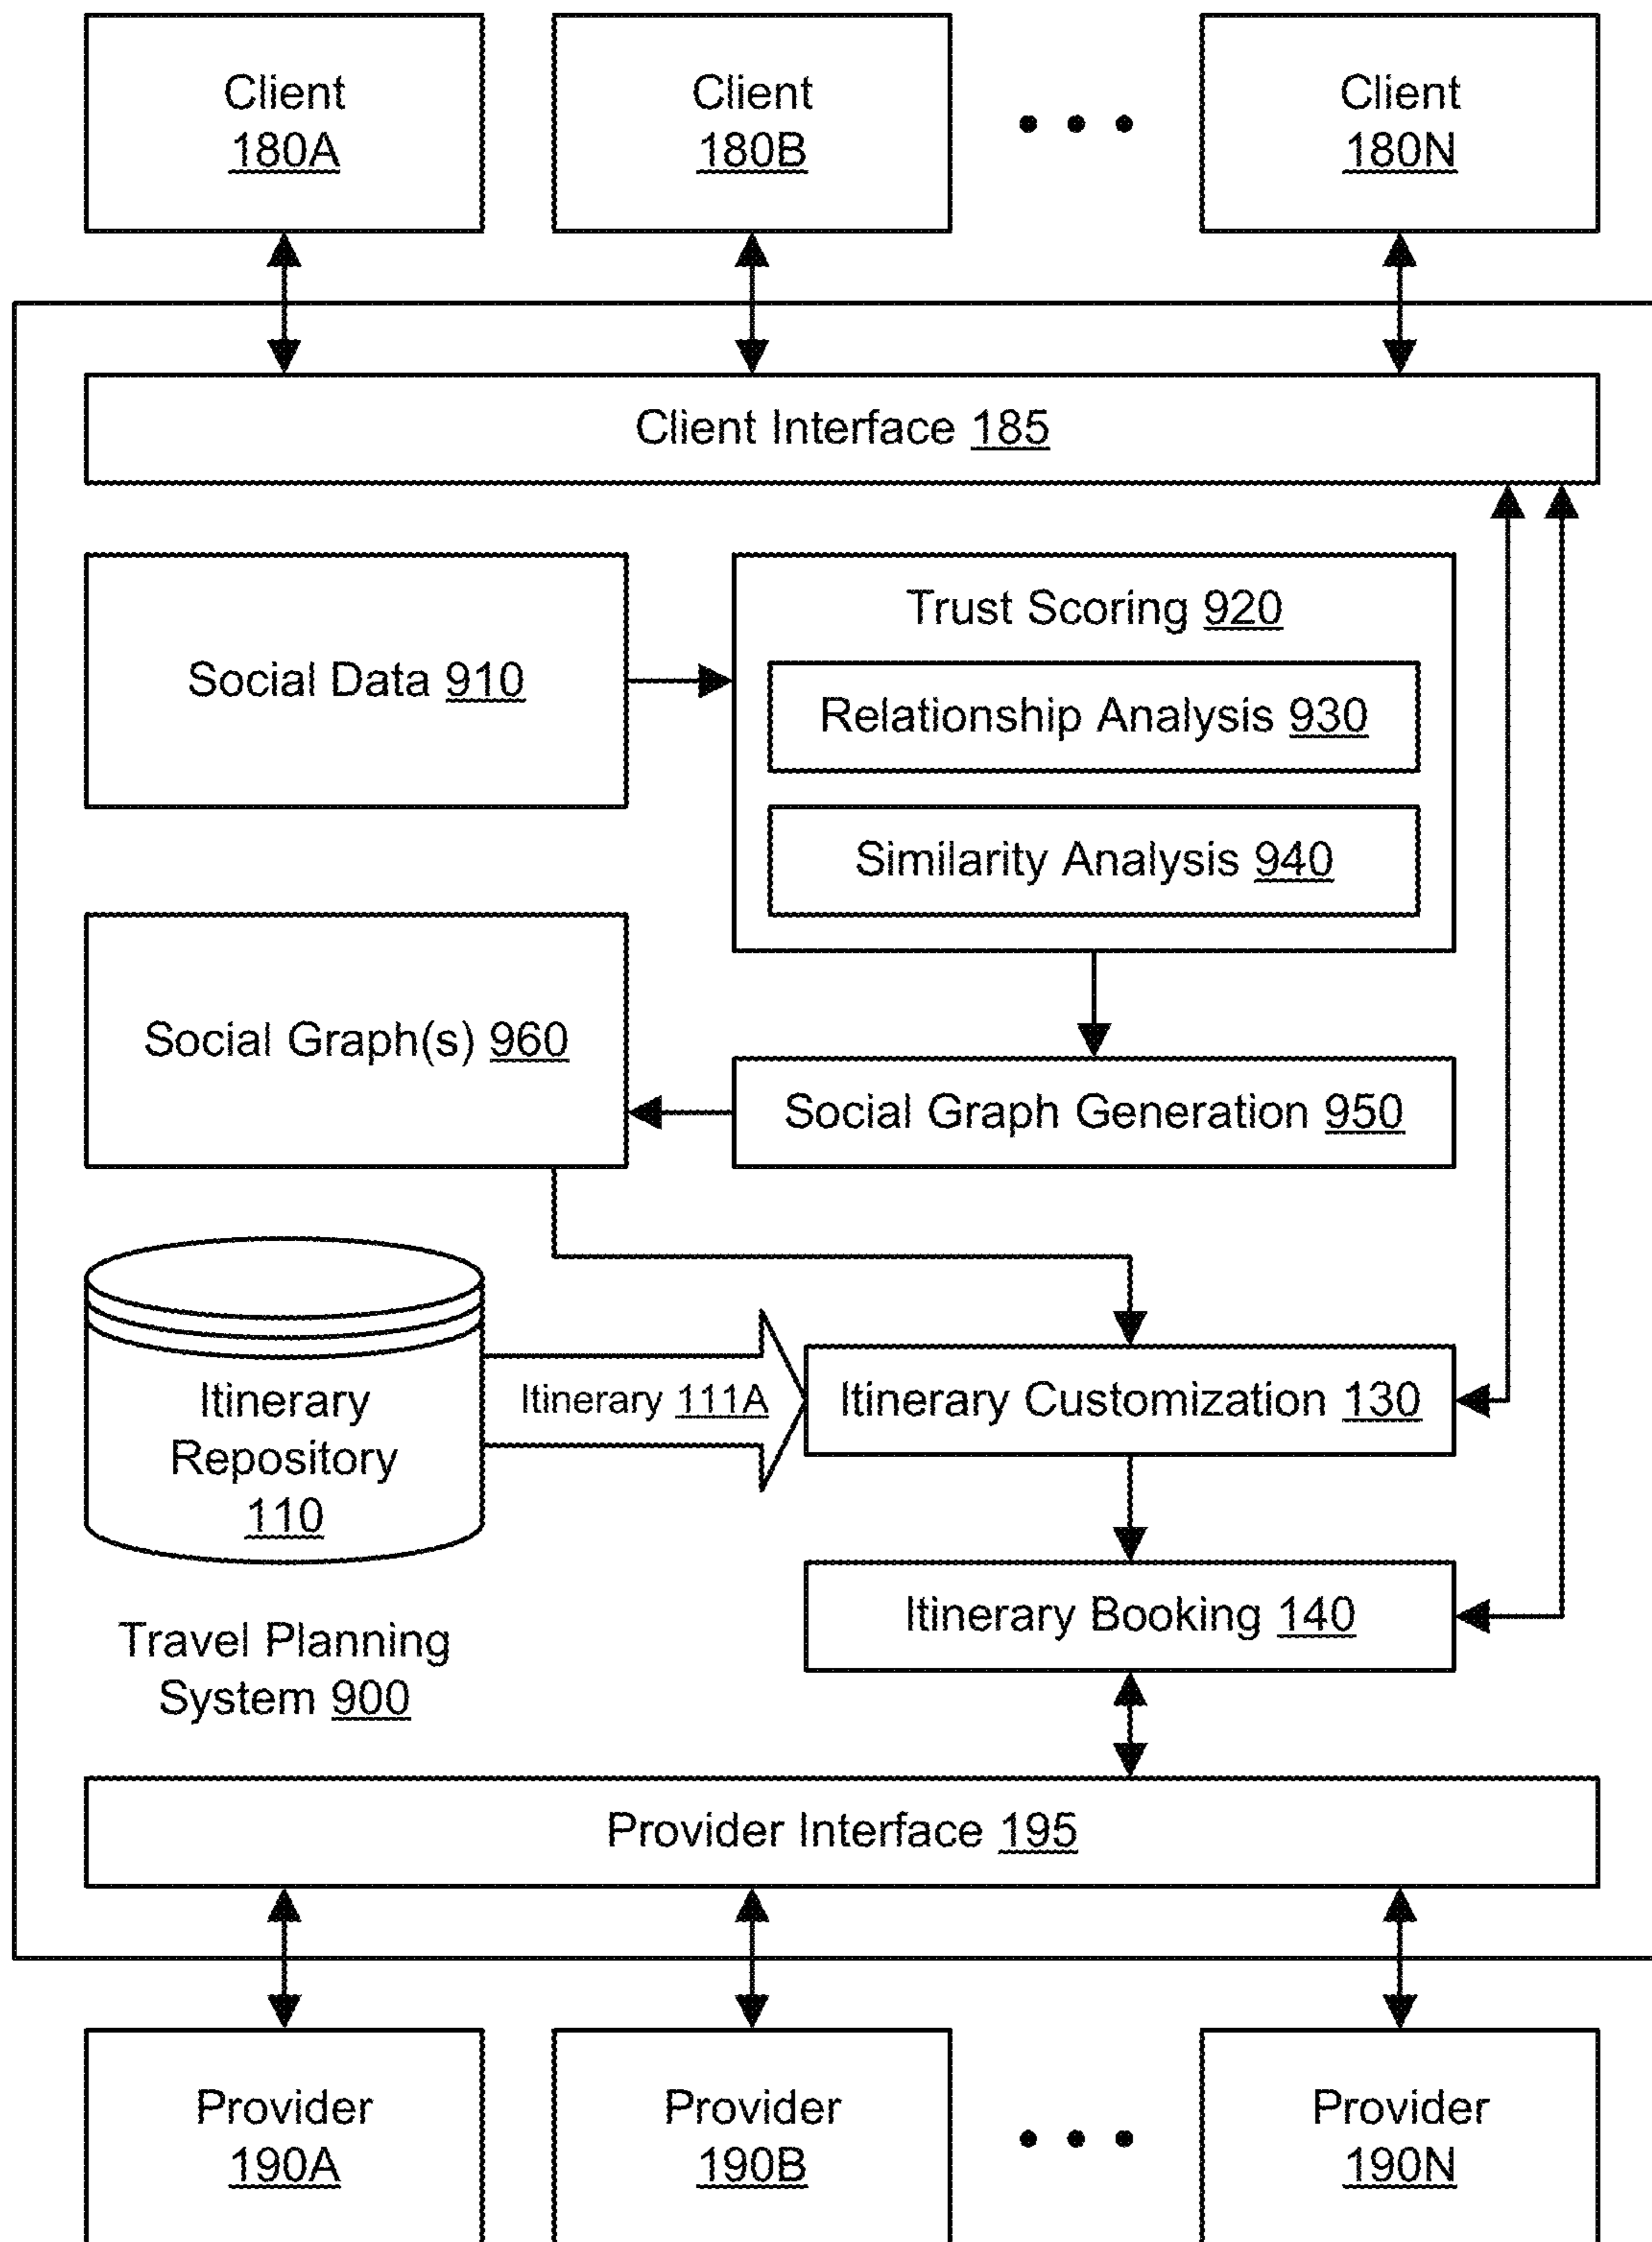 Client
180A
Client
180B
Client
180N
Client Interface 185
Social Data 910
Trust Scoring 920
Relationship Analysis 930
Similarity Analysis 940
Social Graph(s) 960
Social Graph Generation 950
Itinerary
Repository
110
Itinerary 111A
Itinerary Customization 130
Itinerary Booking 140
Travel Planning
System 900
Provider Interface 195
Provider
190A
Provider
190B
Provider
190N